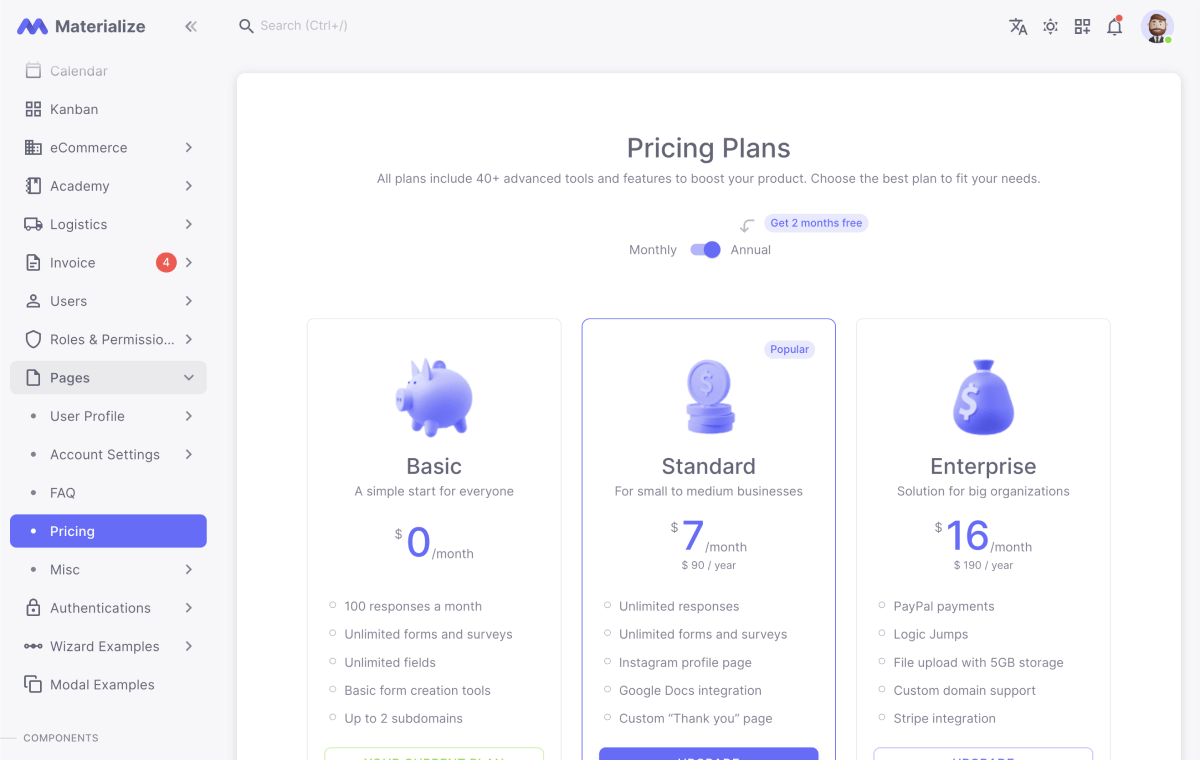 Materialize
Search (Ctrl+/)
Calendar
Kanban
eCommerce
Academy
Logistics
Invoice
4
Users
Roles & Permissio...
Pages
User Profile
Account Settings
FAQ
Pricing
Misc
Authentications
Wizard Examples
Modal Examples
COMPONENTS
Pricing Plans
All plans include 40+ advanced tools and features to boost your product. Choose the best plan to fit your needs.
Get 2 months free
Monthly
Annual
Basic
A simple start for everyone
$ 0 /month
100 responses a month
Unlimited forms and surveys
Unlimited fields
Basic form creation tools
Up to 2 subdomains
YOUR CURRENT PLAN
Popular
Standard
For small to medium businesses
$ 7 /month
$ 90 / year
Unlimited responses
Unlimited forms and surveys
Instagram profile page
Google Docs integration
Custom “Thank you” page
UPGRADE
Enterprise
Solution for big organizations
$ 16 /month
$ 190 / year
PayPal payments
Logic Jumps
File upload with 5GB storage
Custom domain support
Stripe integration
UPGRADE